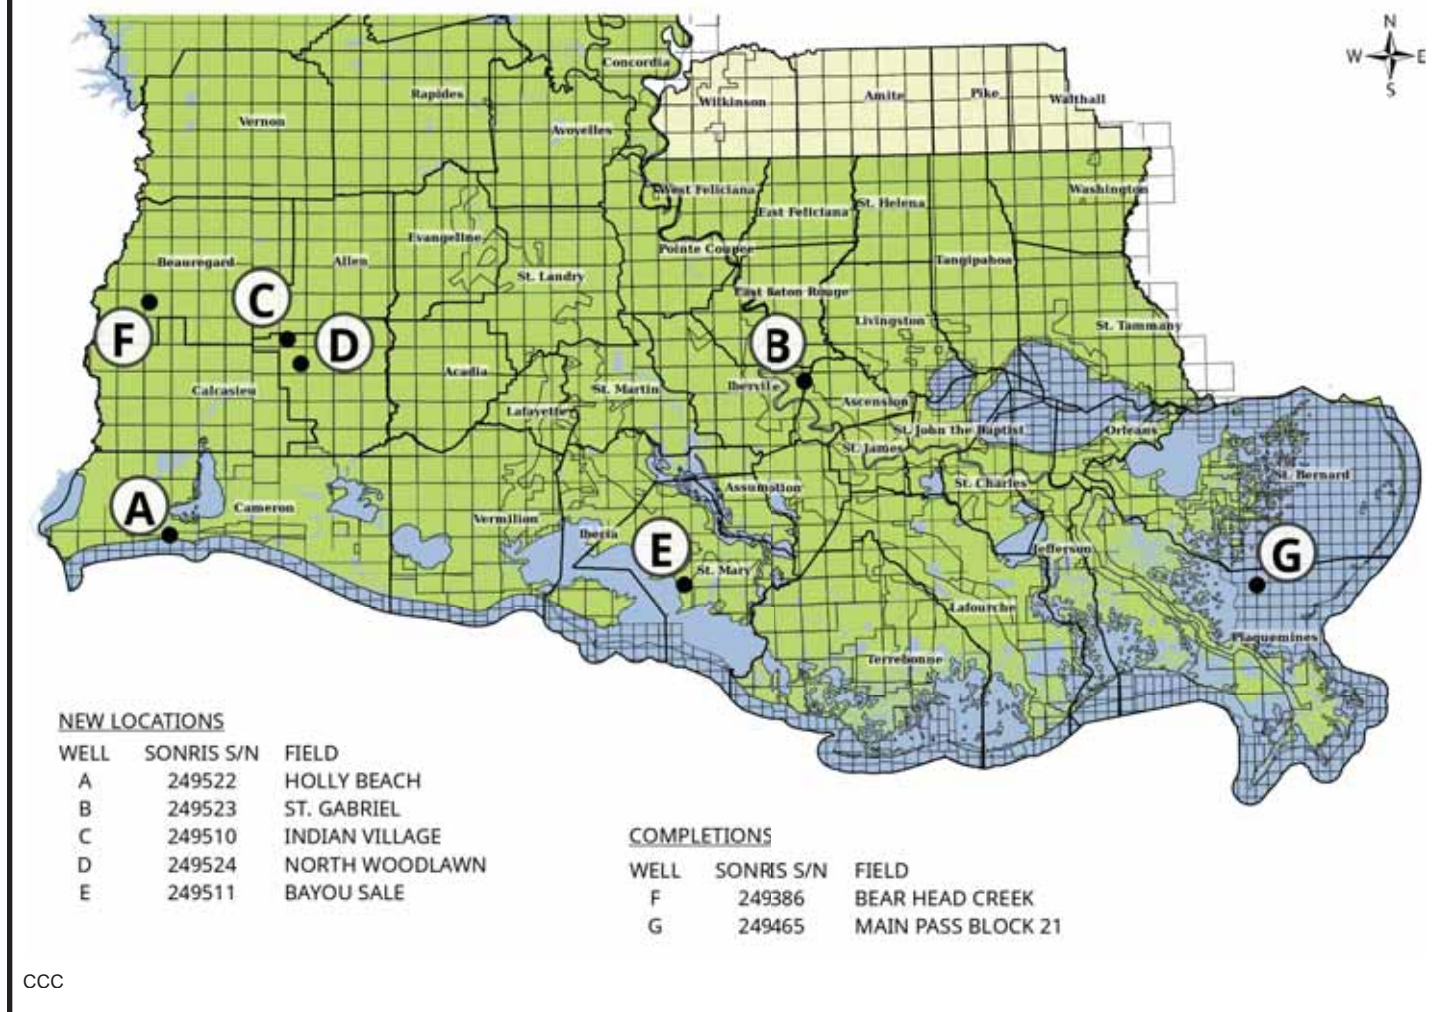 N
W E
S
Concordia
Rapides
Wilkinson
Amite
Pike
Walthall
Vernon
Avoyelles
West Feliciana
Washington
East Feliciana
St. Helena
Evangeline
Pointe Coupee
Beauregard
Allen
St. Landry
Tangipahoa
East Baton Rouge
C
Livingston
St. Tammany
F
D
B
Acadia
Calcasieu
St. Martin
Iberville
Ascension
Lafayette
St. John the Baptist
Orleans
St. James
St. Bernard
St. Charles
Assumption
A
Cameron
Vermilion
Iberia
E
Jefferson
G
St. Mary
Lafourche
Plaquemines
Terrebonne
NEW LOCATIONS
WELL SONRIS S/N FIELD
A 249522 HOLLY BEACH
B 249523 ST. GABRIEL
C 249510 INDIAN VILLAGE
D 249524 NORTH WOODLAWN
E 249511 BAYOU SALE
COMPLETIONS
WELL SONRIS S/N FIELD
F 249386 BEAR HEAD CREEK
G 249465 MAIN PASS BLOCK 21
CCC